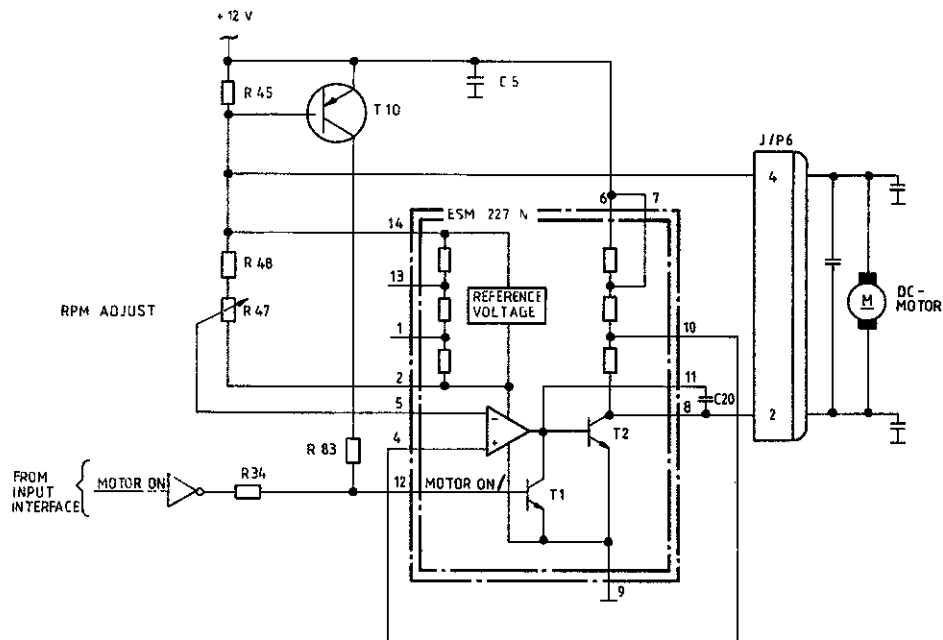 + 12 V
R 45
T 10
C 5
J/P6
4
6
7
ESM 227 N
14
R 48
13
REFERENCE
VOLTAGE
RPM ADJUST
R 47
M
DC-
MOTOR
1
10
2
11
C20
5
8
2
4
T2
R 83
FROM
INPUT
INTERFACE
MOTOR ON
R34
12
MOTOR ON/
T1
9